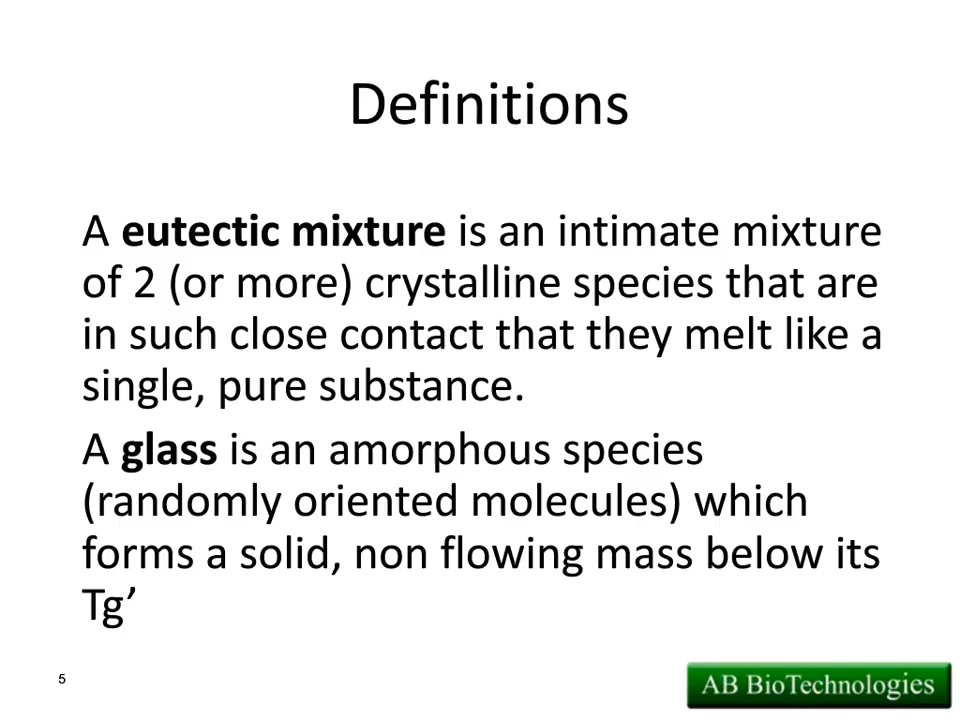 Definitions
A eutectic mixture is an intimate mixture
of 2 (or more) crystalline species that are
in such close contact that they melt like a
single, pure substance.
A glass is an amorphous species
(randomly oriented molecules) which
forms a solid, non flowing mass below its
Tg’
5
AB BioTechnologies